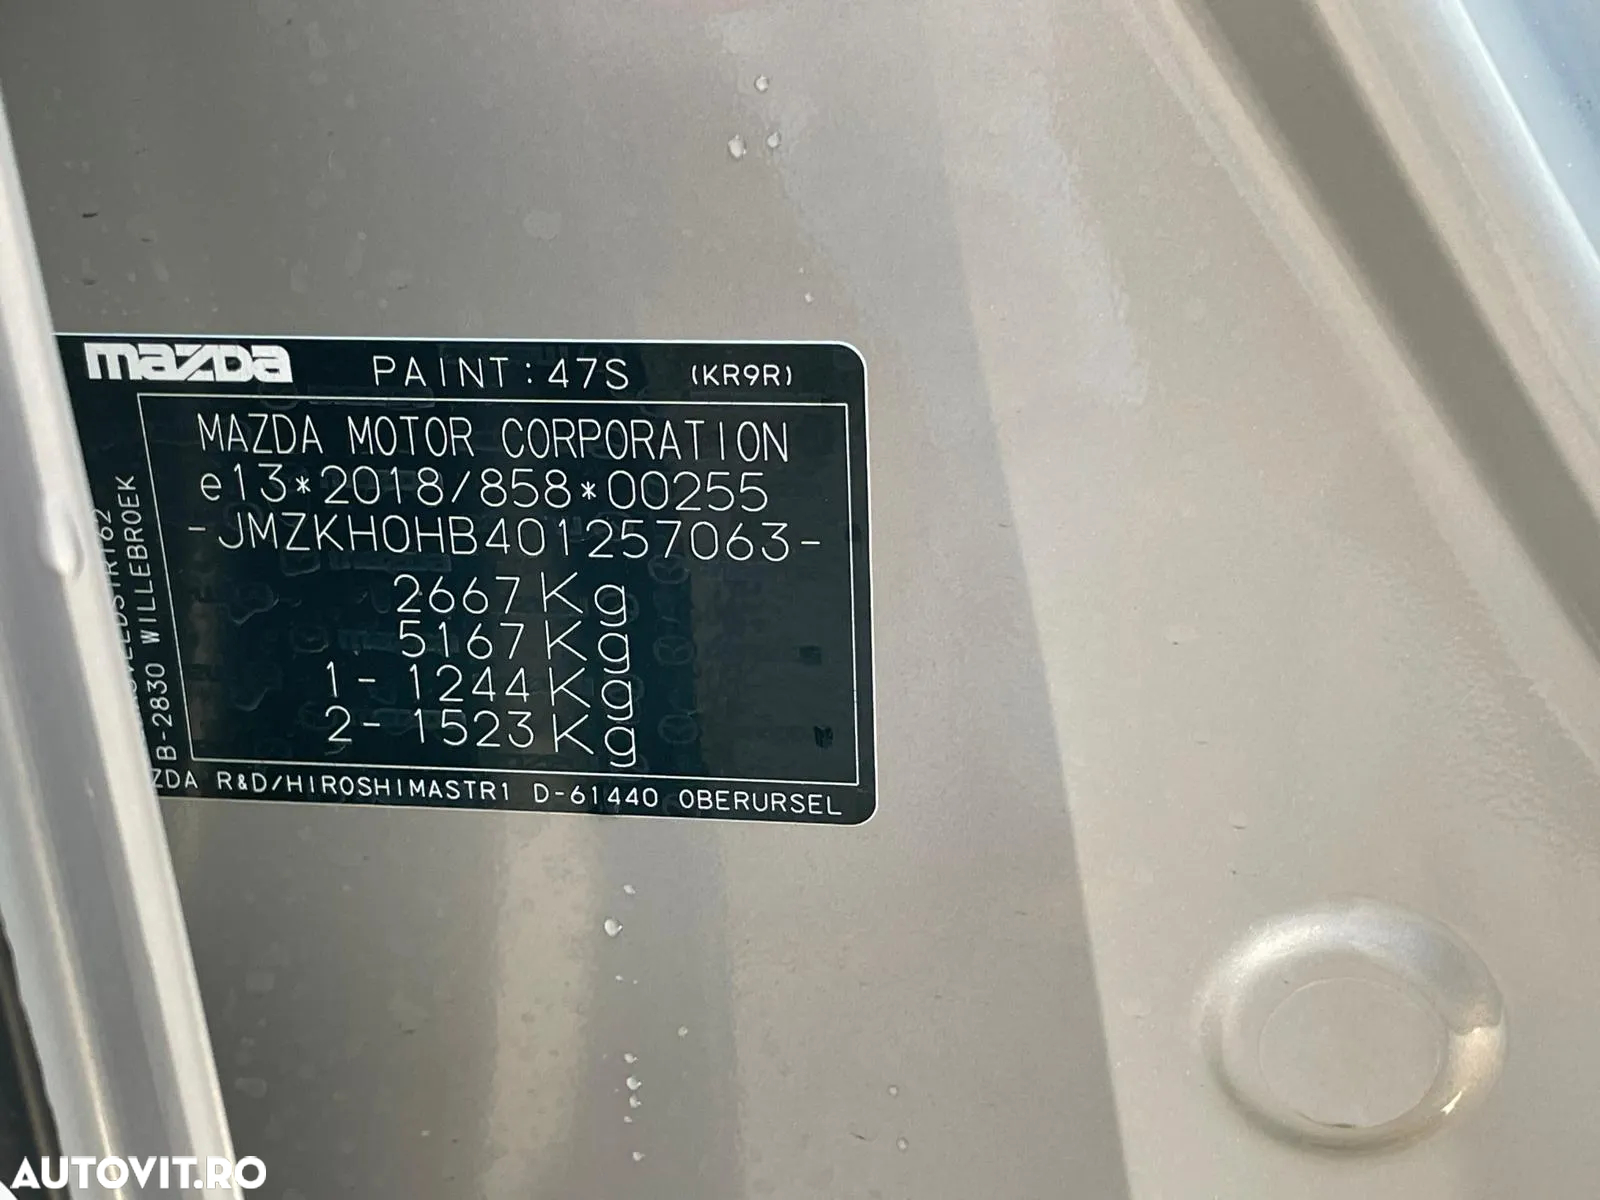 mazda PAINT:47S (KR9R)
MAZDA MOTOR CORPORATION
e13*2018/858*00255
-JMZKH0HB401257063-
2667Kg
5167Kg
1- 1244Kg
2- 1523Kg
B-2830 WILLEBROEK
R&D/HIROSHIMASTR1 D-61440 OBERURSEL
AUTOVIT.RO